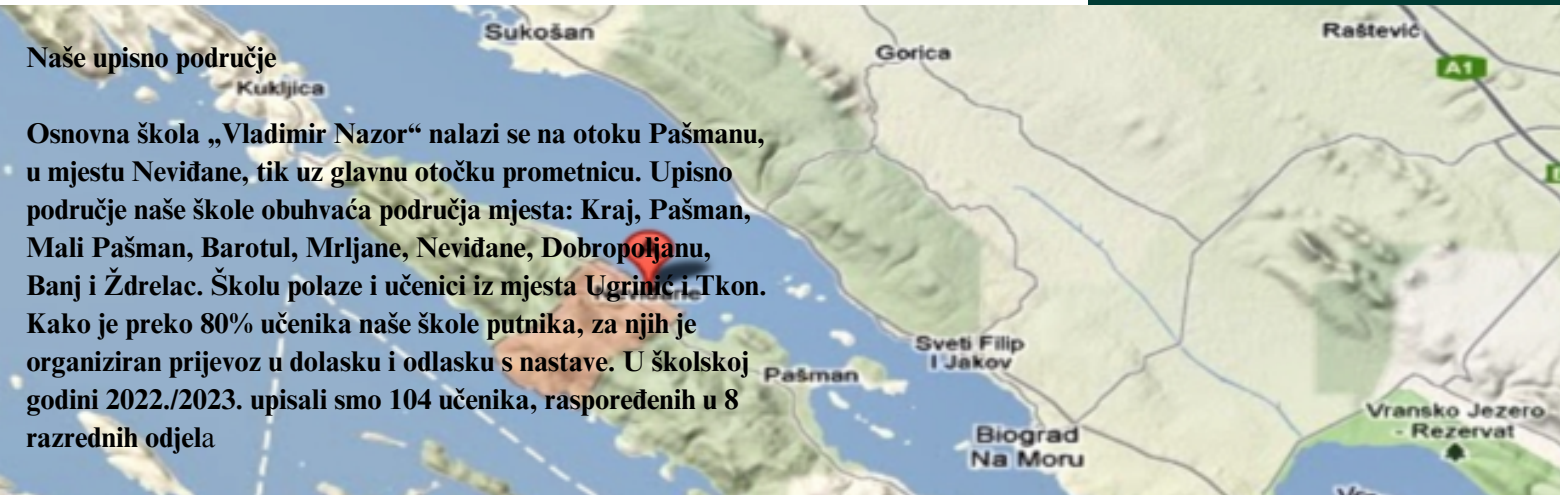 Naše upisno područje
Osnovna škola „Vladimir Nazor“ nalazi se na otoku Pašmanu,
u mjestu Neviđane, tik uz glavnu otočku prometnicu. Upisno
područje naše škole obuhvaća područja mjesta: Kraj, Pašman,
Mali Pašman, Barotul, Mrljane, Neviđane, Dobropoljanu,
Banj i Ždrelac. Školu polaze i učenici iz mjesta Ugrinić i Tkon.
Kako je preko 80% učenika naše škole putnika, za njih je
organiziran prijevoz u dolasku i odlasku s nastave. U školskoj
godini 2022./2023. upisali smo 104 učenika, raspoređenih u 8
razrednih odjela
Sukošan
Gorica
Raštević
A1
Kukljica
Sveti Filip
I Jakov
Pašman
Biograd
Na Moru
Vransko Jezero
- Rezervat